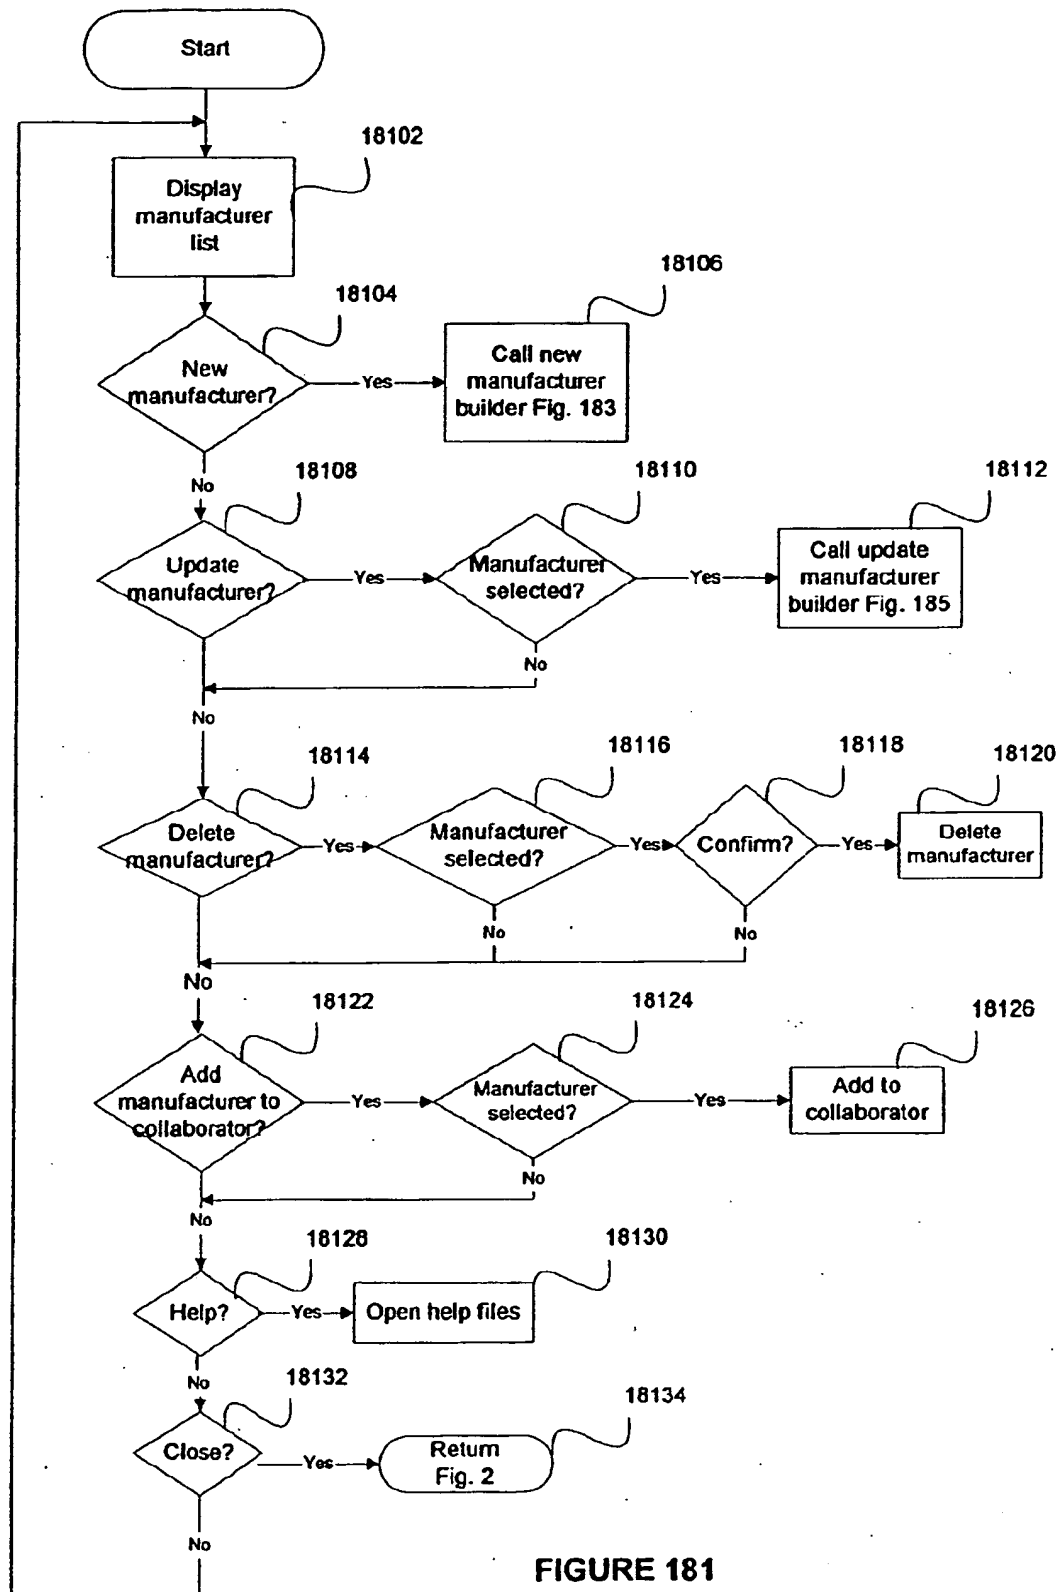 Start
18102
Display
manufacturer
list
18104
18106
New
manufacturer?
Yes
Call new
manufacturer
builder Fig. 183
No
18108
18110
18112
Update
manufacturer?
Yes
Manufacturer
selected?
Yes
Call update
manufacturer
builder Fig. 185
No
No
18114
18116
18118
18120
Delete
manufacturer?
Yes
Manufacturer
selected?
Yes
Confirm?
Yes
Delete
manufacturer
No
No
No
18122
18124
18126
Add
manufacturer to
collaborator?
Yes
Manufacturer
selected?
Yes
Add to
collaborator
No
No
18128
18130
Help?
Yes
Open help files
No
18132
18134
Close?
Yes
Return
Fig. 2
No
FIGURE 181